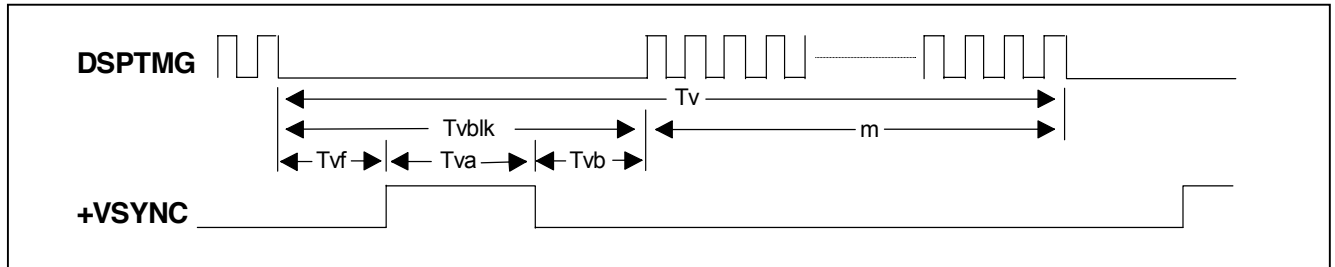 DSPTMG
Tv
Tvblk
m
Tvf
Tva
Tvb
+VSYNC